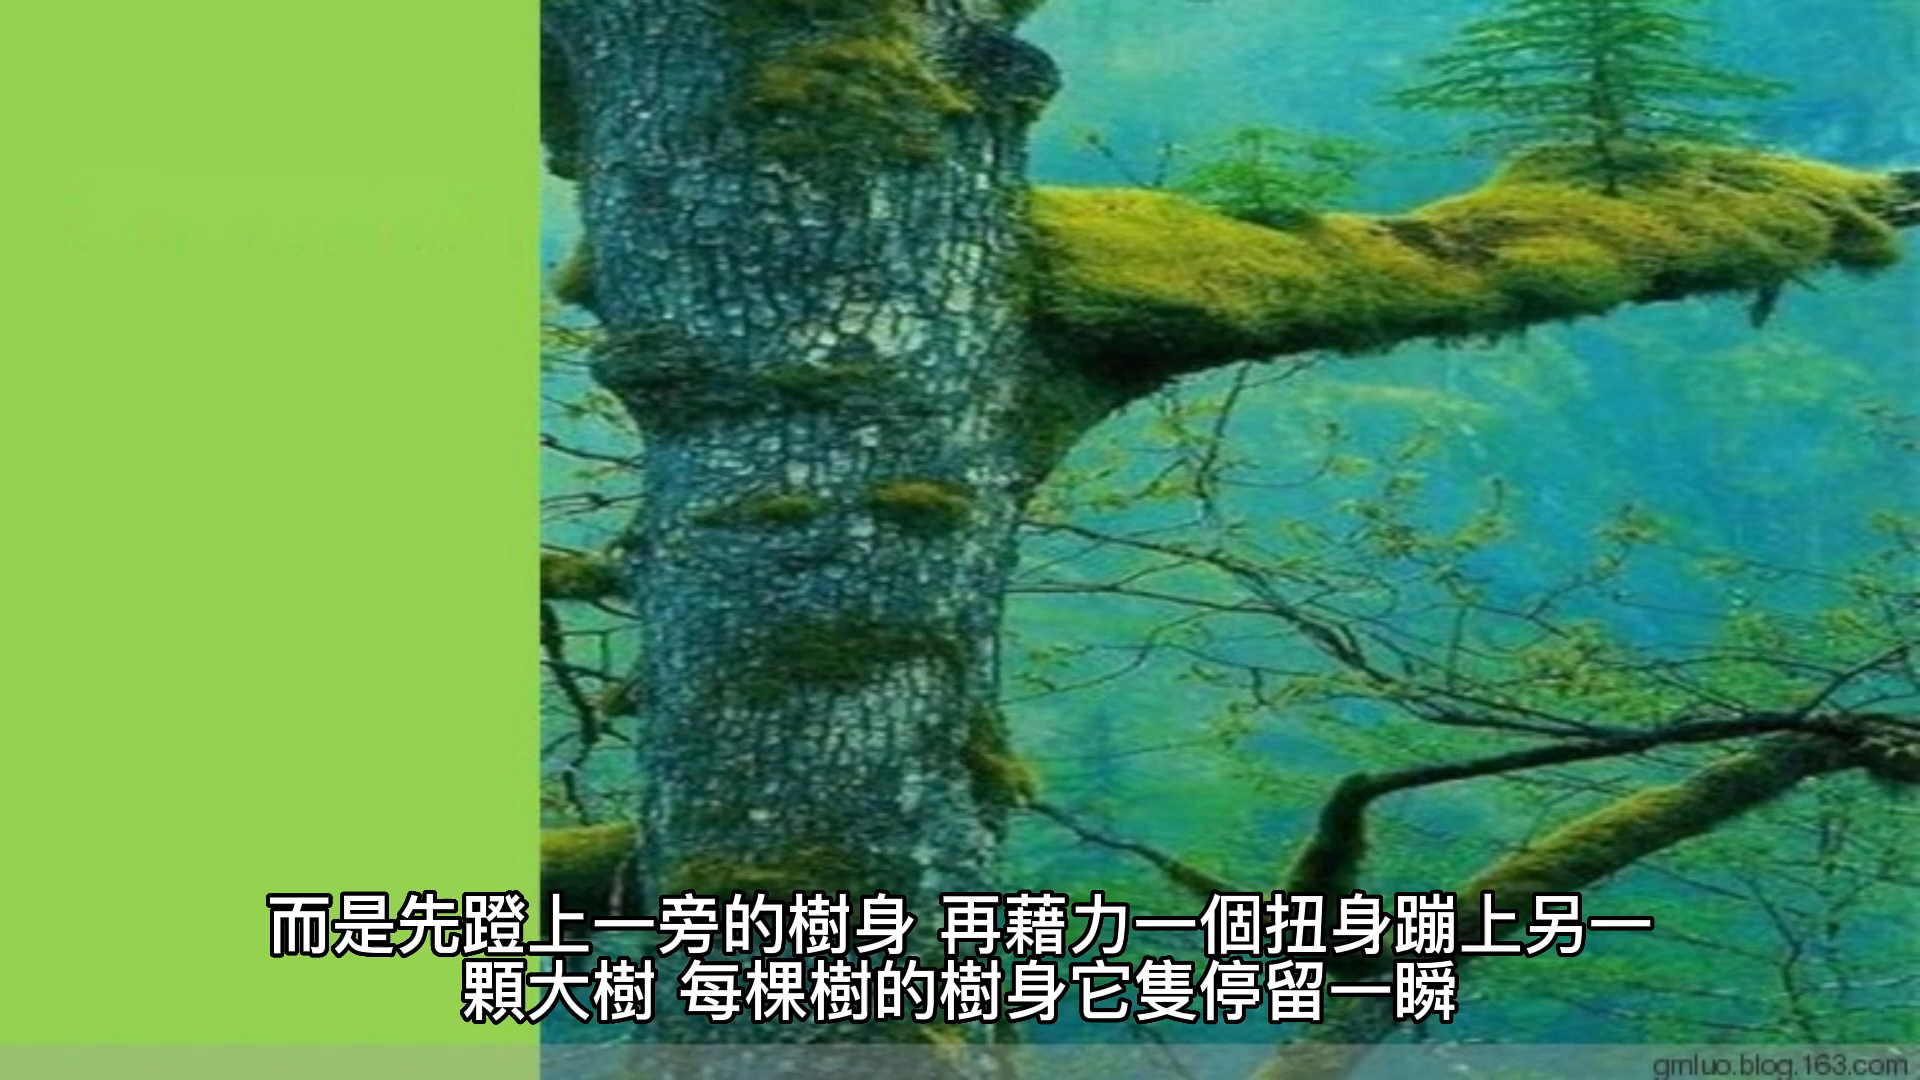 而是先蹬上一旁的樹身 再藉力一個扭身蹦上另一
顆大樹 每棵樹的樹身它隻停留一瞬
gmluo.blog.163.com